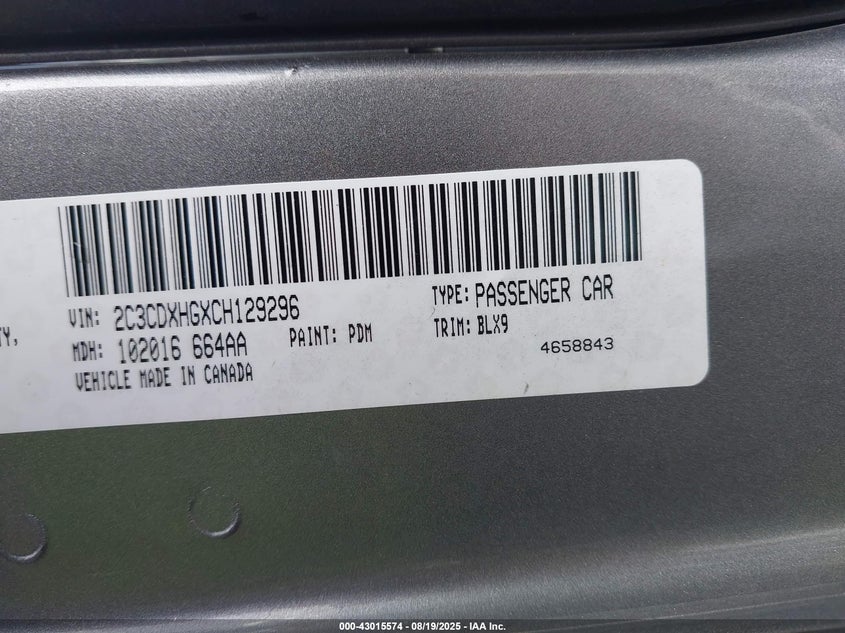 VIN: 2C3CDXHGXCH129296 TYPE: PASSENGER CAR
TY, MDH: 102016 664AA PAINT: PDM TRIM: BLX9
VEHICLE MADE IN CANADA 4658843
000-43015574 - 08/19/2025 - IAA Inc.